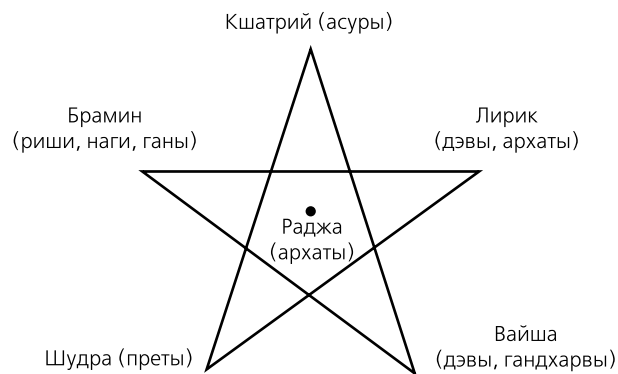 Кшатрий (асуры)
Брамин
(риши, наги, ганы)
Лирик
(дэвы, архаты)
Раджа
(архаты)
Шудра (преты)
Вайша
(дэвы, гандхарвы)